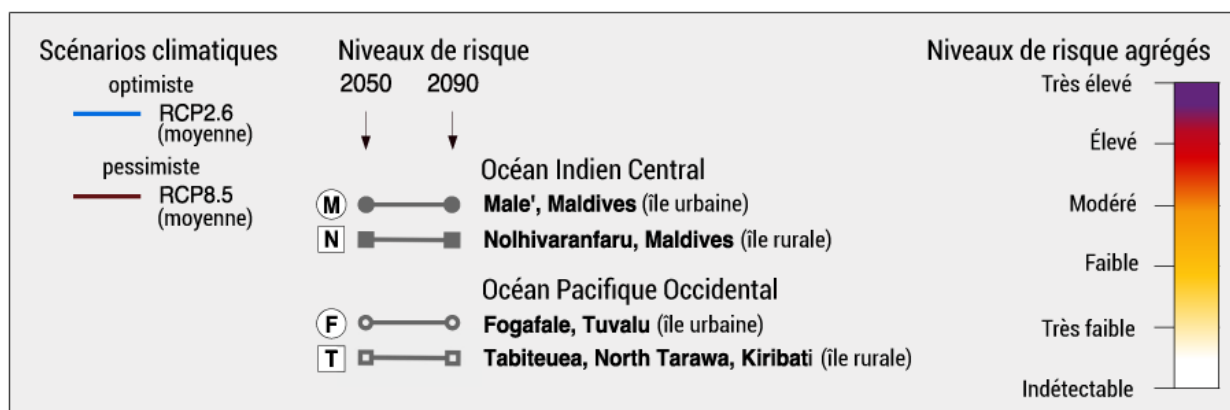 Scénarios climatiques
optimiste
RCP2.6
(moyenne)
pessimiste
RCP8.5
(moyenne)
Niveaux de risque
2050 2090
Océan Indien Central
M Male', Maldives (île urbaine)
N Nolhivaranfaru, Maldives (île rurale)
Océan Pacifique Occidental
F Fogafale, Tuvalu (île urbaine)
T Tabiteuea, North Tarawa, Kiribati (île rurale)
Niveaux de risque agrégés
Très élevé
Élevé
Modéré
Faible
Très faible
Indétectable